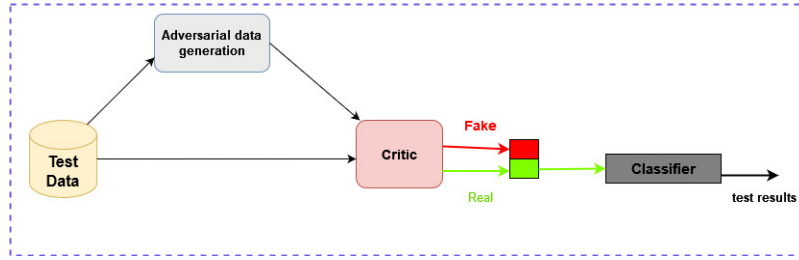 Adversarial data
generation
Test
Data
Critic
Fake
Real
Classifier
test results